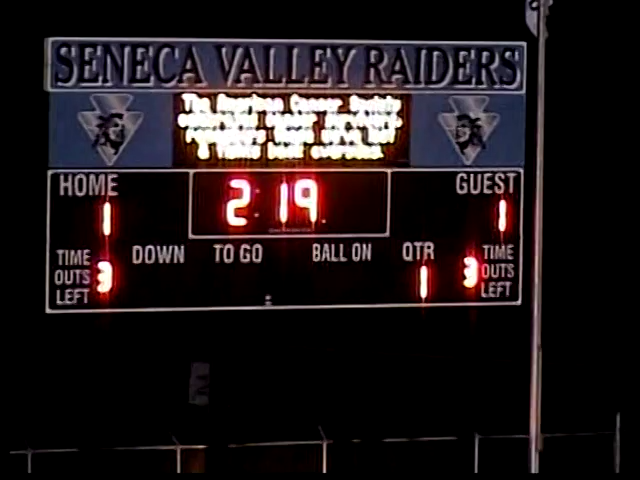 SENECA VALLEY RAIDERS
The American Cancer Society
HOME 2:19 GUEST
1 1
DOWN TO GO BALL ON QTR
TIME OUTS LEFT 3 1 3 TIME OUTS LEFT